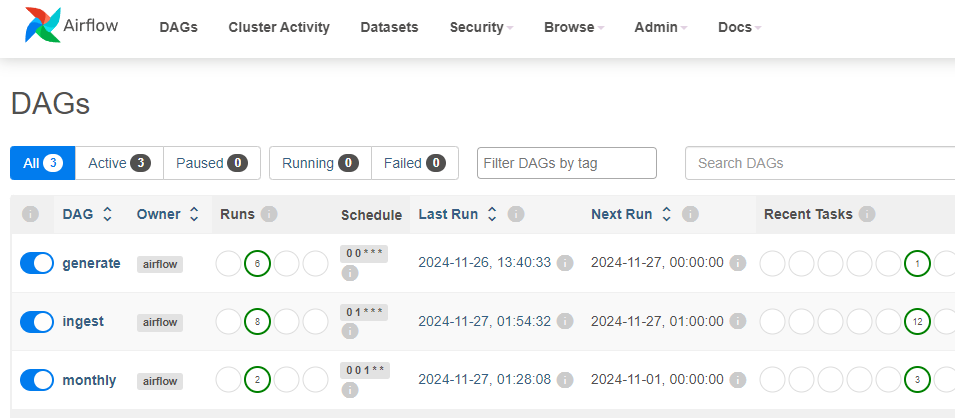 Airflow DAGs Cluster Activity Datasets Security Browse Admin Docs
DAGs
All 3 Active 3 Paused 0 Running 0 Failed 0 Filter DAGs by tag Search DAGs
DAG Owner Runs Schedule Last Run Next Run Recent Tasks
generate airflow 6 0 0 * * * 2024-11-26, 13:40:33 2024-11-27, 00:00:00 1
ingest airflow 8 0 1 * * * 2024-11-27, 01:54:32 2024-11-27, 01:00:00 12
monthly airflow 2 0 0 1 * * 2024-11-27, 01:28:08 2024-11-01, 00:00:00 3